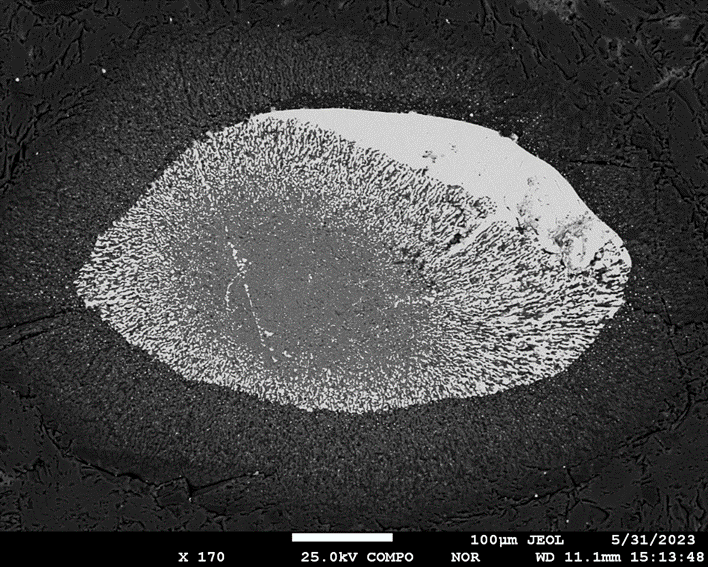 100µm JEOL 5/31/2023
X 170 25.0kV COMPO NOR WD 11.1mm 15:13:48